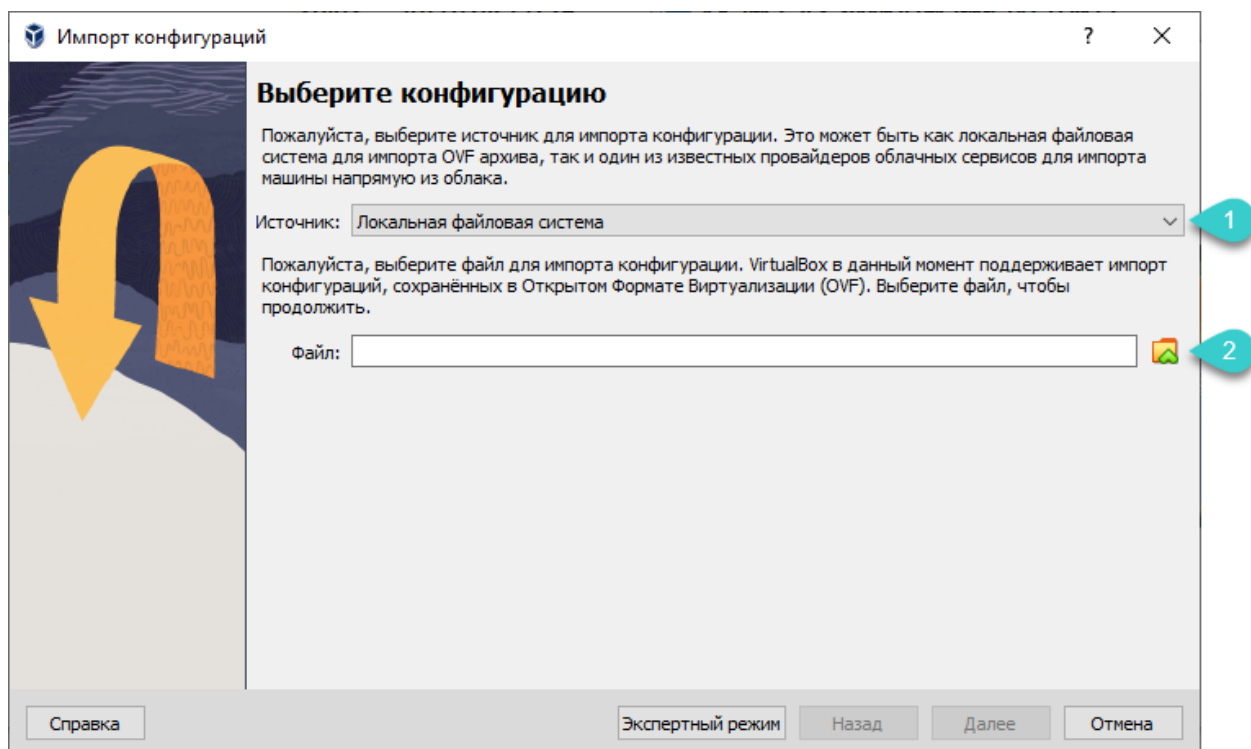 Импорт конфигураций
?
Выберите конфигурацию
Пожалуйста, выберите источник для импорта конфигурации. Это может быть как локальная файловая
система для импорта OVF архива, так и один из известных провайдеров облачных сервисов для импорта
машины напрямую из облака.
Источник: Локальная файловая система
1
Пожалуйста, выберите файл для импорта конфигурации. VirtualBox в данный момент поддерживает импорт
конфигураций, сохранённых в Открытом Формате Виртуализации (OVF). Выберите файл, чтобы
продолжить.
Файл:
2
Справка Экспертный режим Назад Далее Отмена